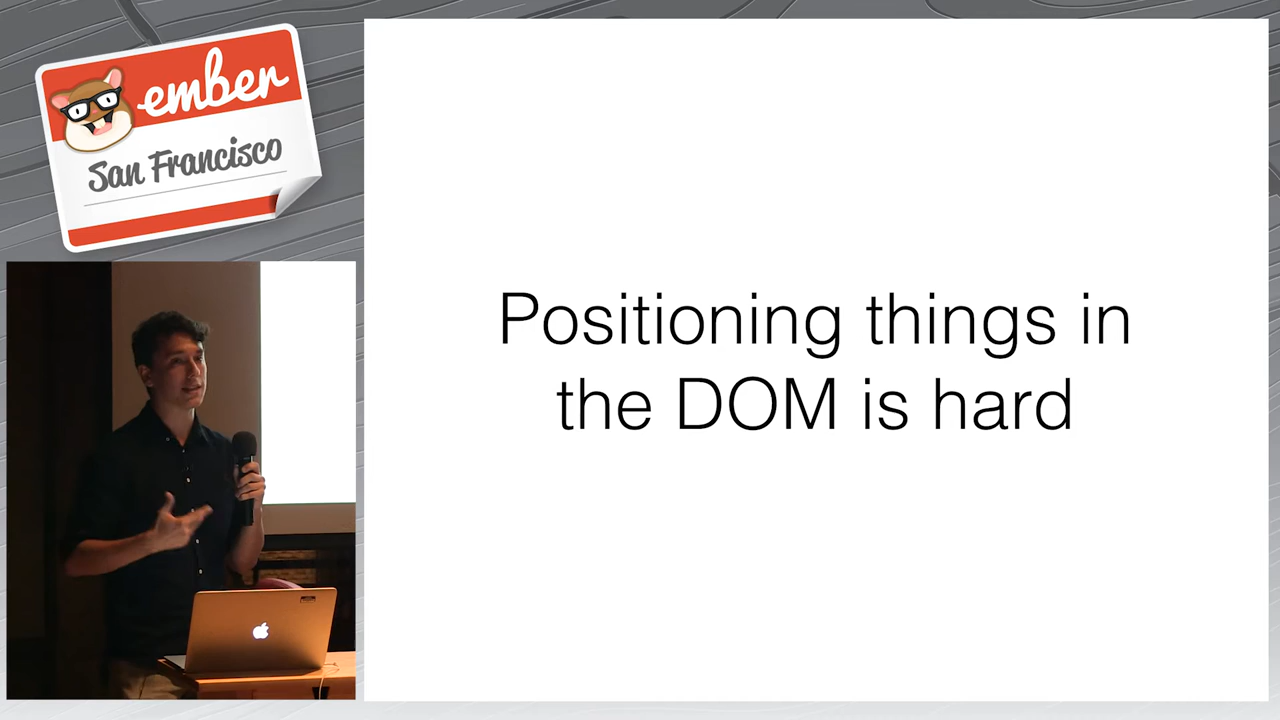 ember
San Francisco
Positioning things in
the DOM is hard